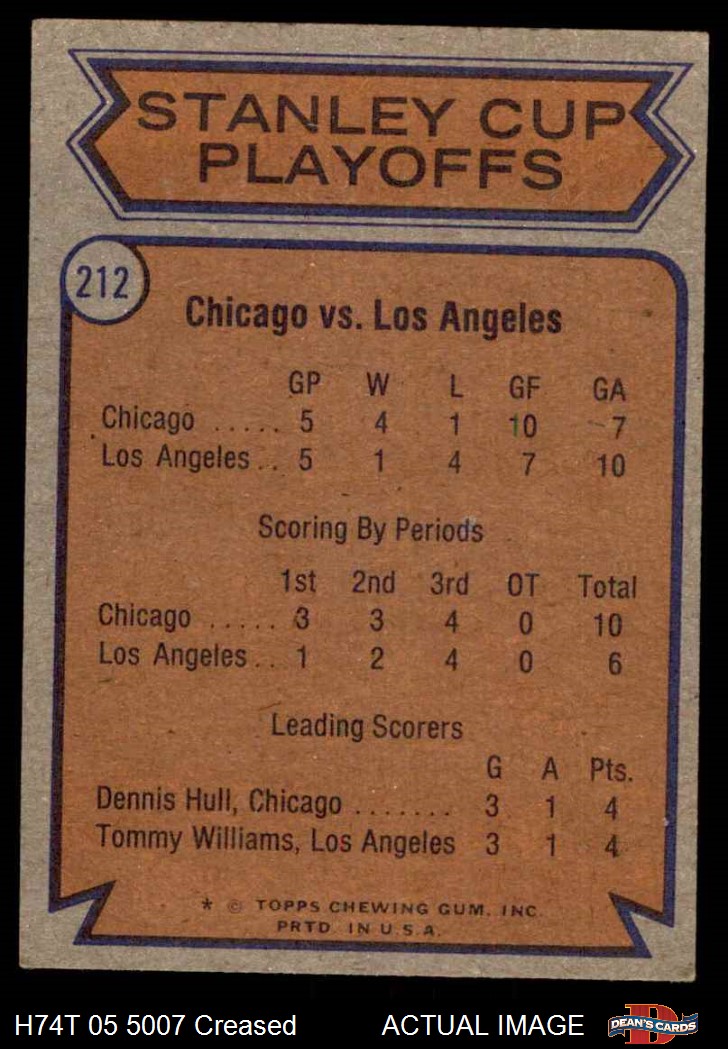 STANLEY CUP
PLAYOFFS
212
Chicago vs. Los Angeles
GP W L GF GA
Chicago ..... 5 4 1 10 7
Los Angeles .. 5 1 4 7 10
Scoring By Periods
1st 2nd 3rd OT Total
Chicago ..... 3 3 4 0 10
Los Angeles .. 1 2 4 0 6
Leading Scorers
G A Pts.
Dennis Hull, Chicago ....... 3 1 4
Tommy Williams, Los Angeles 3 1 4
* © TOPPS CHEWING GUM, INC.
PRTD. IN U.S.A.
H74T 05 5007 Creased ACTUAL IMAGE
DEAN'S CARDS